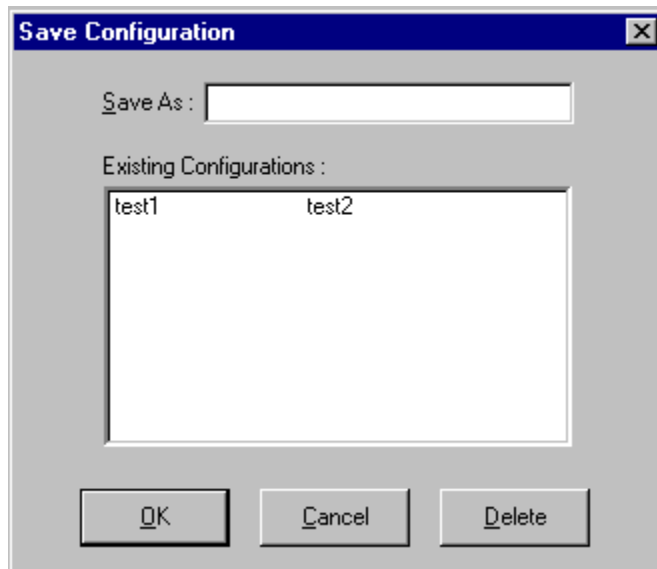 Save Configuration
Save As :
Existing Configurations :
test1 test2
OK Cancel Delete